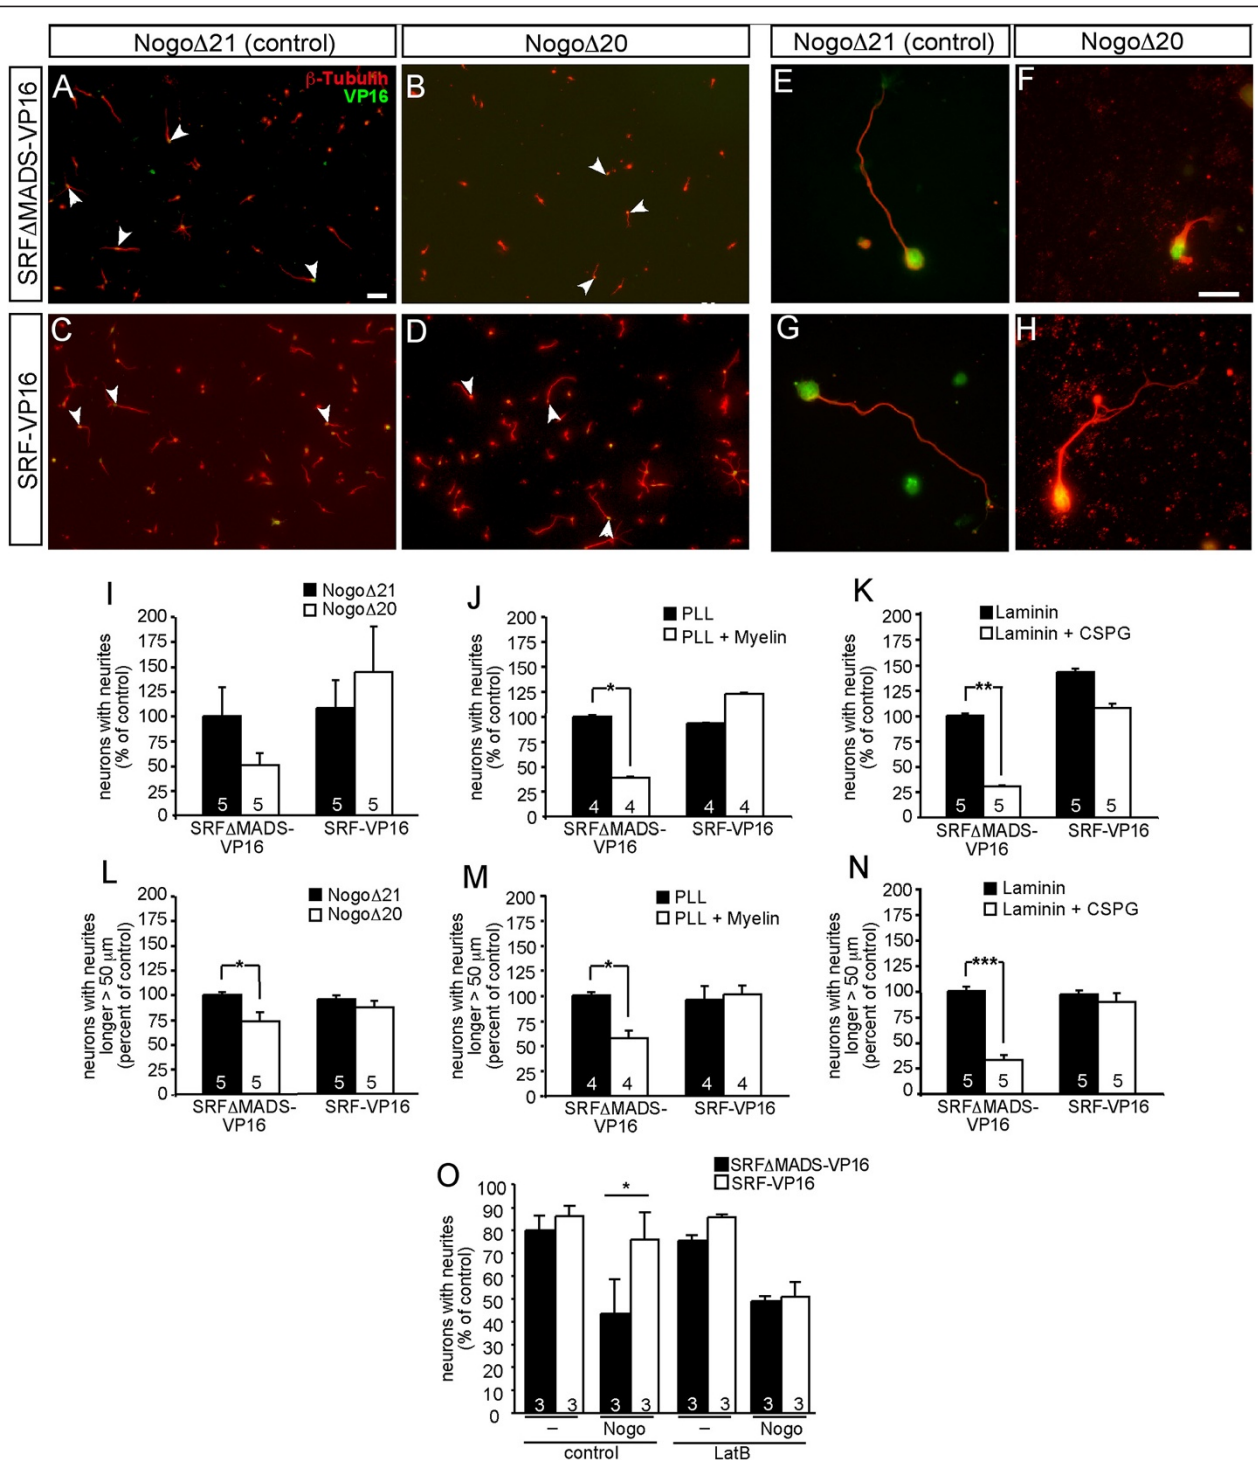 NogoΔ21 (control)
NogoΔ20
NogoΔ21 (control)
NogoΔ20
SRFΔMADS-VP16
A
β-Tubulin
VP16
B
E
F
SRF-VP16
C
D
G
H
I
NogoΔ21
NogoΔ20
neurons with neurites
(% of control)
200
175
150
125
100
75
50
25
0
5 5 5 5
SRFΔMADS-
VP16
SRF-VP16
J
PLL
PLL + Myelin
neurons with neurites
(% of control)
200
175
150
125
100
75
50
25
0
*
4 4 4 4
SRFΔMADS-
VP16
SRF-VP16
K
Laminin
Laminin + CSPG
neurons with neurites
(% of control)
200
175
150
125
100
75
50
25
0
**
5 5 5 5
SRFΔMADS-
VP16
SRF-VP16
L
NogoΔ21
NogoΔ20
neurons with neurites
longer > 50 µm
(percent of control)
200
175
150
125
100
75
50
25
0
*
5 5 5 5
SRFΔMADS-
VP16
SRF-VP16
M
PLL
PLL + Myelin
neurons with neurites
longer > 50 µm
(percent of control)
200
175
150
125
100
75
50
25
0
*
4 4 4 4
SRFΔMADS-
VP16
SRF-VP16
N
Laminin
Laminin + CSPG
neurons with neurites
longer > 50 µm
(percent of control)
200
175
150
125
100
75
50
25
0
***
5 5 5 5
SRFΔMADS-
VP16
SRF-VP16
O
SRFΔMADS-VP16
SRF-VP16
neurons with neurites
(% of control)
100
90
80
70
60
50
40
30
20
10
0
*
3 3 3 3 3 3 3 3
– Nogo – Nogo
control LatB